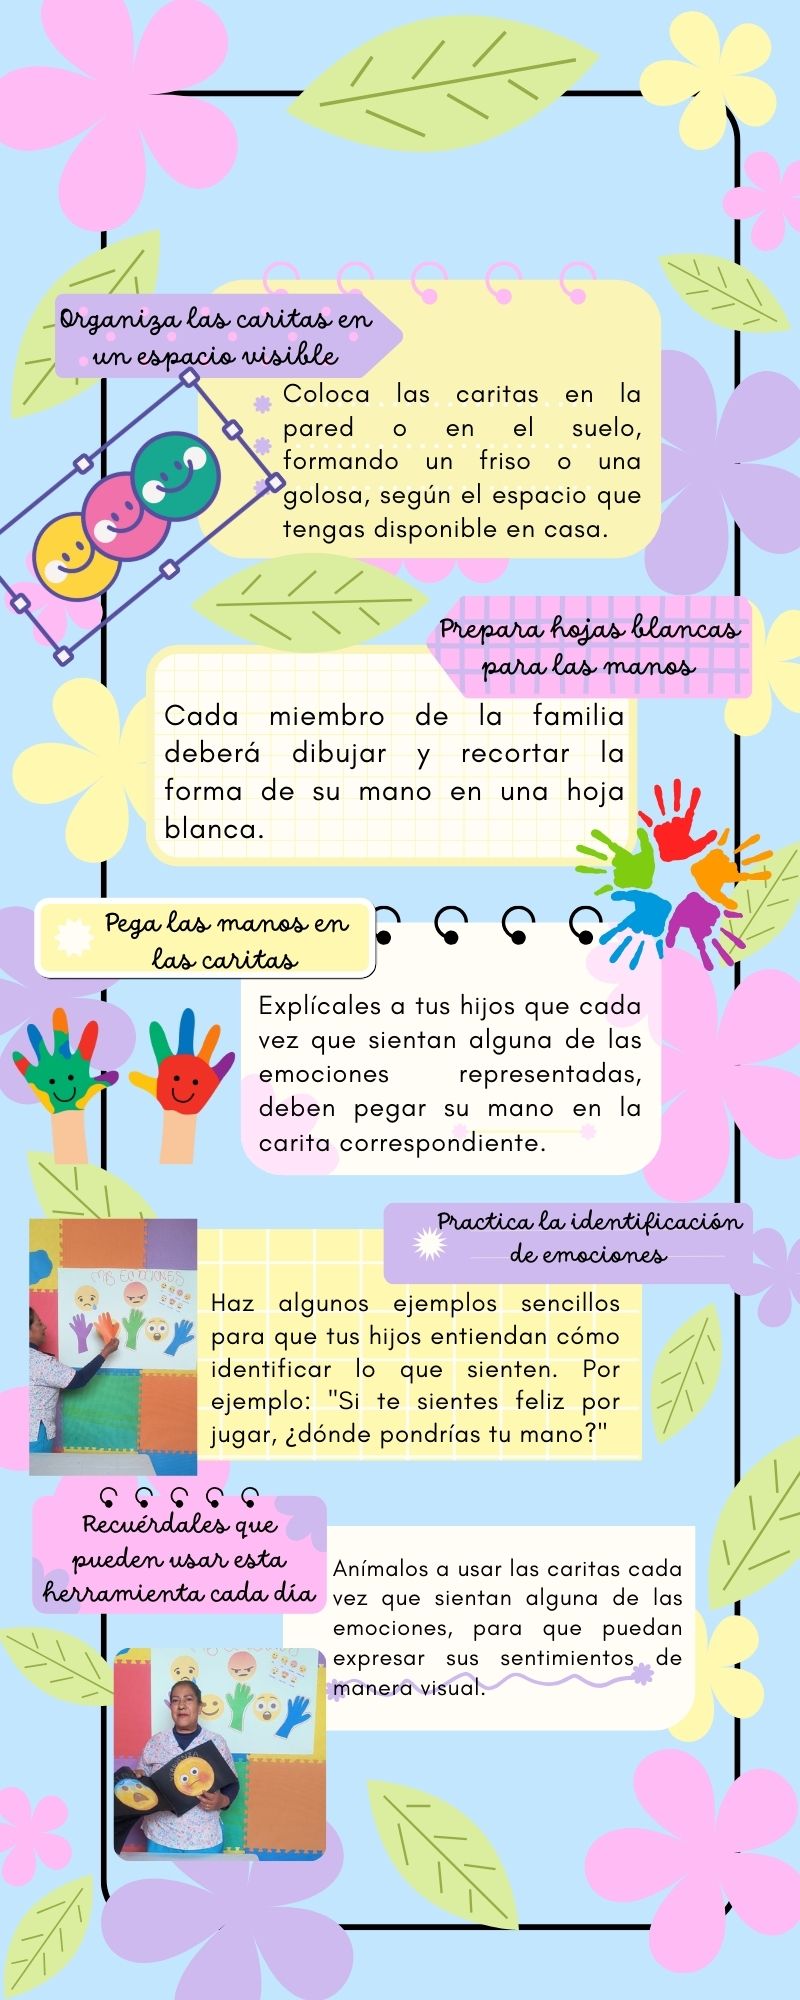 Organiza las caritas en
un espacio visible
Coloca las caritas en la
pared o en el suelo,
formando un friso o una
golosa, según el espacio que
tengas disponible en casa.
Prepara hojas blancas
para las manos
Cada miembro de la familia
deberá dibujar y recortar la
forma de su mano en una hoja
blanca.
Pega las manos en
las caritas
Explícales a tus hijos que cada
vez que sientan alguna de las
emociones representadas,
deben pegar su mano en la
carita correspondiente.
Practica la identificación
de emociones
MIS EMOCIONES
Haz algunos ejemplos sencillos
para que tus hijos entiendan cómo
identificar lo que sienten. Por
ejemplo: "Si te sientes feliz por
jugar, ¿dónde pondrías tu mano?"
Recuérdales que
pueden usar esta
herramienta cada día
Anímalos a usar las caritas cada
vez que sientan alguna de las
emociones, para que puedan
expresar sus sentimientos de
manera visual.